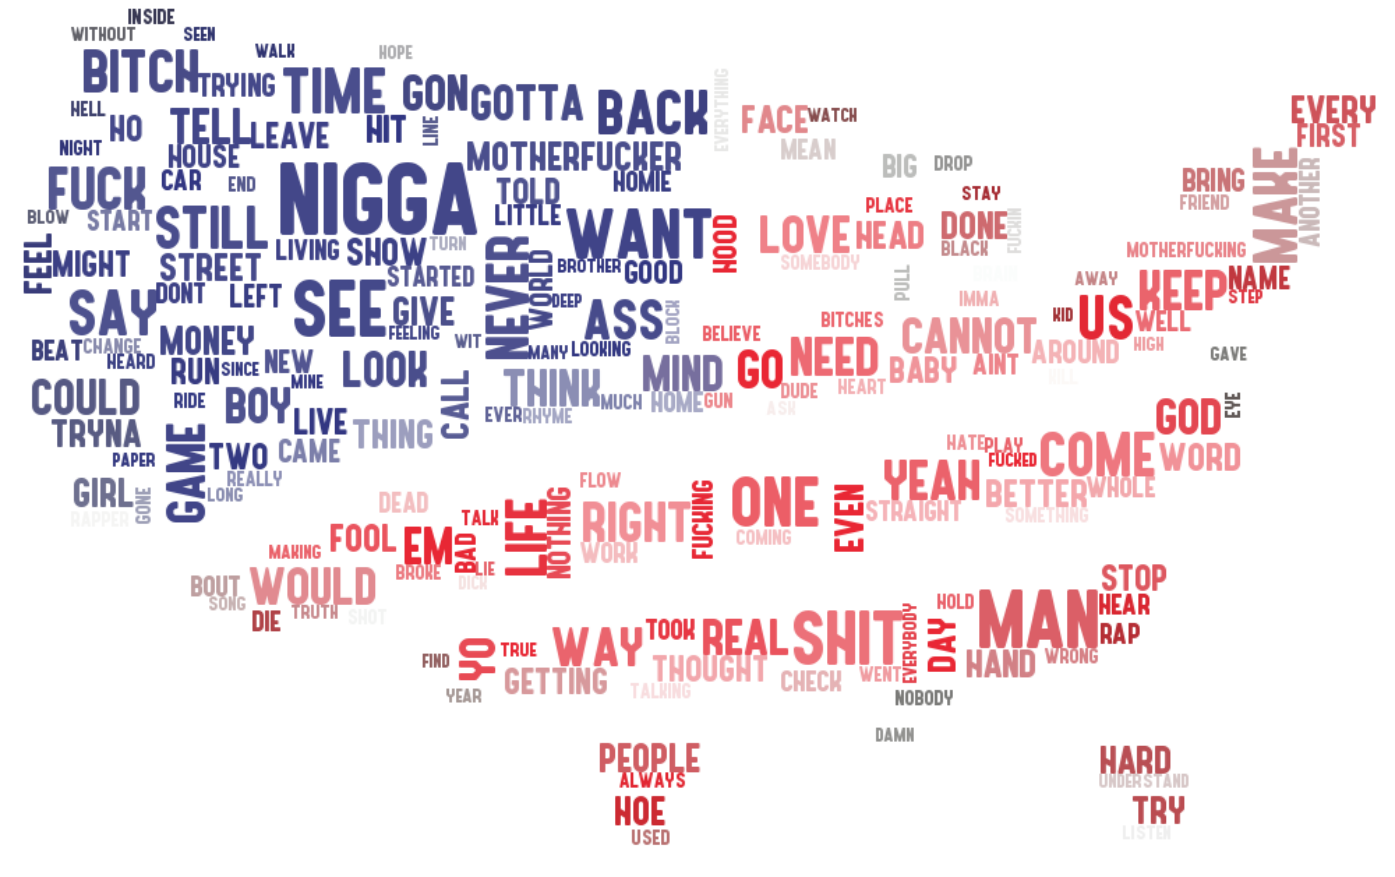 INSIDE
WITHOUT
SEEN
WALK
HOPE
BITCH
TRYING
TIME
GON
GOTTA
BACK
EVERYTHING
FACE
WATCH
EVERY
FIRST
HELL
HO
TELL
LEAVE
HIT
LINE
MEAN
NIGHT
HOUSE
MOTHERFUCKER
BIG
DROP
MAKE
ANOTHER
FUCK
CAR
END
NIGGA
TOLD
HOMIE
STAY
BRING
FRIEND
BLOW
START
STILL
LITTLE
WANT
HOOD
PLACE
LOVE
HEAD
DONE
FUCKIN
BLACK
FEEL
MIGHT
STREET
LIVING
SHOW
TURN
NEVER
WORLD
BROTHER
GOOD
SOMEBODY
PULL
MOTHERFUCKING
STARTED
AWAY
KEEP
NAME
STEP
SAY
DONT
LEFT
SEE
GIVE
DEEP
ASS
BLOCK
IMMA
KID
US
WELL
BEAT
CHANGE
MONEY
FEELING
WIT
BELIEVE
BITCHES
CANNOT
HIGH
HEARD
RUN
SINCE
NEW
MINE
LOOK
MANY
LOOKING
GO
NEED
BABY
AINT
AROUND
GAVE
COULD
RIDE
BOY
CALL
THINK
MIND
DUDE
HEART
LIVE
EVER
RHYME
MUCH
HOME
GUN
ASK
GOD
EYE
TRYNA
GAME
THING
PAPER
TWO
CAME
HATE
PLAY
FUCKED
COME
WORD
GIRL
GONE
REALLY
LONG
FLOW
YEAH
BETTER
WHOLE
RAPPER
DEAD
LIFE
NOTHING
RIGHT
FUCKING
ONE
EVEN
STRAIGHT
SOMETHING
TALK
FOOL
EM
BAD
COMING
MAKING
WORK
BROKE
LIE
DICK
BOUT
WOULD
STOP
SONG
TRUTH
SHOT
DIE
HOLD
MAN
HEAR
RAP
YO
TRUE
WAY
TOOK
REAL
SHIT
EVERYBODY
DAY
FIND
GETTING
THOUGHT
CHECK
WENT
HAND
WRONG
YEAR
TALKING
NOBODY
DAMN
PEOPLE
ALWAYS
HARD
UNDERSTAND
HOE
TRY
USED
LISTEN